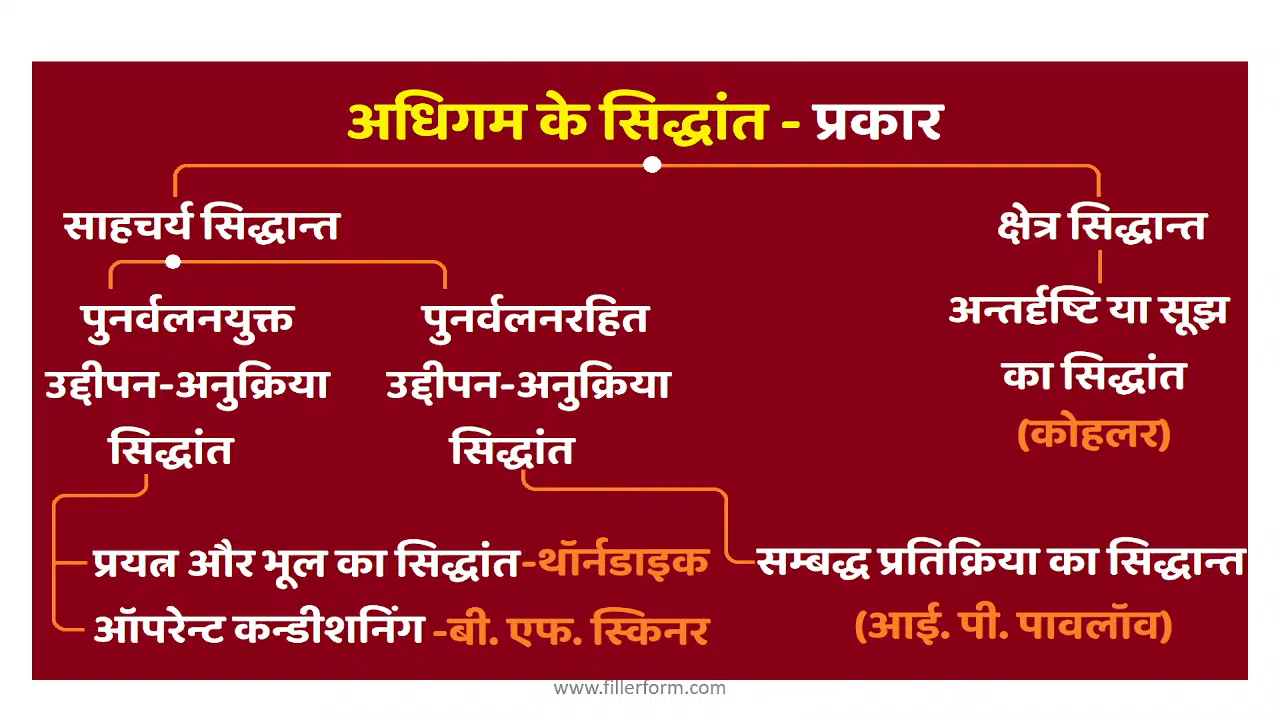 अधिगम के सिद्धांत - प्रकार
साहचर्य सिद्धान्त
क्षेत्र सिद्धान्त
पुनर्वलनयुक्त
उद्दीपन-अनुक्रिया
सिद्धांत
पुनर्वलनरहित
उद्दीपन-अनुक्रिया
सिद्धांत
अन्तर्दृष्टि या सूझ
का सिद्धांत
(कोहलर)
प्रयत्न और भूल का सिद्धांत-थॉर्नडाइक
ऑपरेन्ट कन्डीशनिंग -बी. एफ. स्किनर
सम्बद्ध प्रतिक्रिया का सिद्धान्त
(आई. पी. पावलॉव)
www.fillerform.com